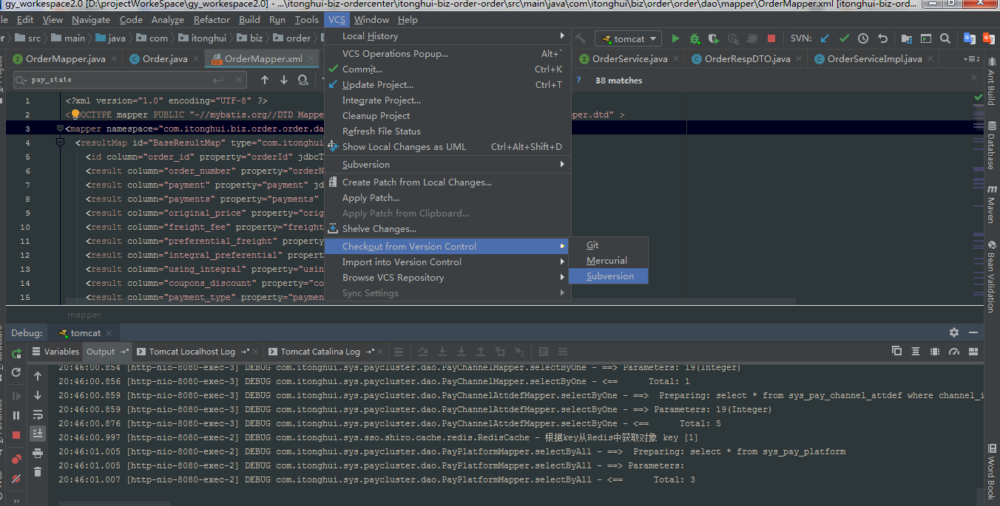 gy_workespace2.0 [D:\projectWorkeSpace\gy_workespace2.0] - ...\itonghui-biz-ordercenter\itonghui-biz-order-order\src\main\java\com\itonghui\biz\order\order\dao\mapper\OrderMapper.xml [itonghui-biz-ord...
Edit View Navigate Code Analyze Refactor Build Run Tools VCS Window Help
src main java com itonghui biz order tomcat SVN:
OrderMapper.java Order.java OrderMapper.xml OrderService.java OrderRespDTO.java OrderServiceImpl.java 2
pay_state ? 38 matches
Local History
VCS Operations Popup... Alt+`
Commit... Ctrl+K
Update Project... Ctrl+T
Integrate Project...
Cleanup Project
Refresh File Status
Show Local Changes as UML Ctrl+Alt+Shift+D
Subversion
Create Patch from Local Changes...
Apply Patch...
Apply Patch from Clipboard...
Shelve Changes...
Checkout from Version Control
Import into Version Control
Browse VCS Repository
Sync Settings
Git
Mercurial
Subversion
1 <?xml version="1.0" encoding="UTF-8" ?>
2 OCTYPE mapper PUBLIC "-//mybatis.org//DTD Mappe per.dtd" >
3 <mapper namespace="com.itonghui.biz.order.order.da
4 <resultMap id="BaseResultMap" type="com.itonghui
5 <id column="order_id" property="orderId" jdbcT
6 <result column="order_number" property="orderN
7 <result column="payment" property="payment" jd
8 <result column="payments" property="payments"
9 <result column="original_price" property="orig
10 <result column="freight_fee" property="freight
11 <result column="preferential_freight" property
12 <result column="integral_preferential" propert
13 <result column="using_integral" property="usin
14 <result column="coupons_discount" property="co
15 <result column="payment_type" property="paymen
mapper
Ant Build
Database
Maven
Bean Validation
Word Book
Debug: tomcat
Variables Output Tomcat Localhost Log Tomcat Catalina Log
20:46:00.854 [http-nio-8080-exec-3] DEBUG com.itonghui.sys.paycluster.dao.PayChannelMapper.selectByOne - ==> Parameters: 19(Integer)
20:46:00.856 [http-nio-8080-exec-3] DEBUG com.itonghui.sys.paycluster.dao.PayChannelMapper.selectByOne - <== Total: 1
20:46:00.859 [http-nio-8080-exec-3] DEBUG com.itonghui.sys.paycluster.dao.PayChannelAttdefMapper.selectByOne - ==> Preparing: select * from sys_pay_channel_attdef where channel_i
20:46:00.859 [http-nio-8080-exec-3] DEBUG com.itonghui.sys.paycluster.dao.PayChannelAttdefMapper.selectByOne - ==> Parameters: 19(Integer)
20:46:00.876 [http-nio-8080-exec-3] DEBUG com.itonghui.sys.paycluster.dao.PayChannelAttdefMapper.selectByOne - <== Total: 5
20:46:00.997 [http-nio-8080-exec-2] DEBUG com.itonghui.sys.sso.shiro.cache.redis.RedisCache - 根据key从Redis中获取对象 key [1]
20:46:01.005 [http-nio-8080-exec-2] DEBUG com.itonghui.sys.paycluster.dao.PayPlatformMapper.selectByAll - ==> Preparing: select * from sys_pay_platform
20:46:01.005 [http-nio-8080-exec-2] DEBUG com.itonghui.sys.paycluster.dao.PayPlatformMapper.selectByAll - ==> Parameters:
20:46:01.007 [http-nio-8080-exec-2] DEBUG com.itonghui.sys.paycluster.dao.PayPlatformMapper.selectByAll - <== Total: 3